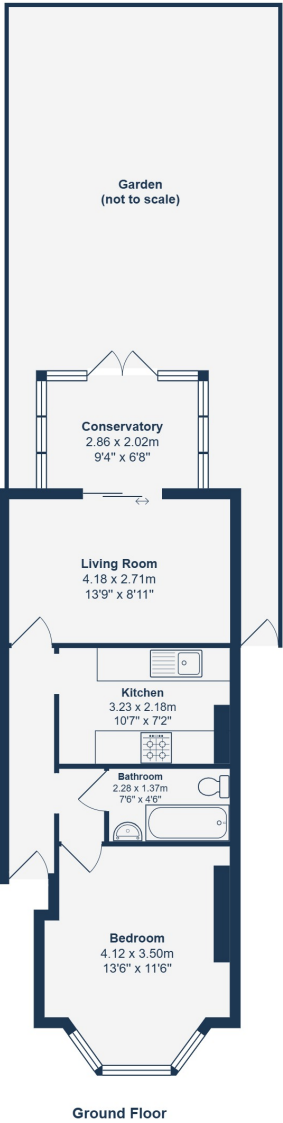 Garden
(not to scale)
Conservatory
2.86 x 2.02m
9'4" x 6'8"
Living Room
4.18 x 2.71m
13'9" x 8'11"
Kitchen
3.23 x 2.18m
10'7" x 7'2"
Bathroom
2.28 x 1.37m
7'6" x 4'6"
Bedroom
4.12 x 3.50m
13'6" x 11'6"
Ground Floor